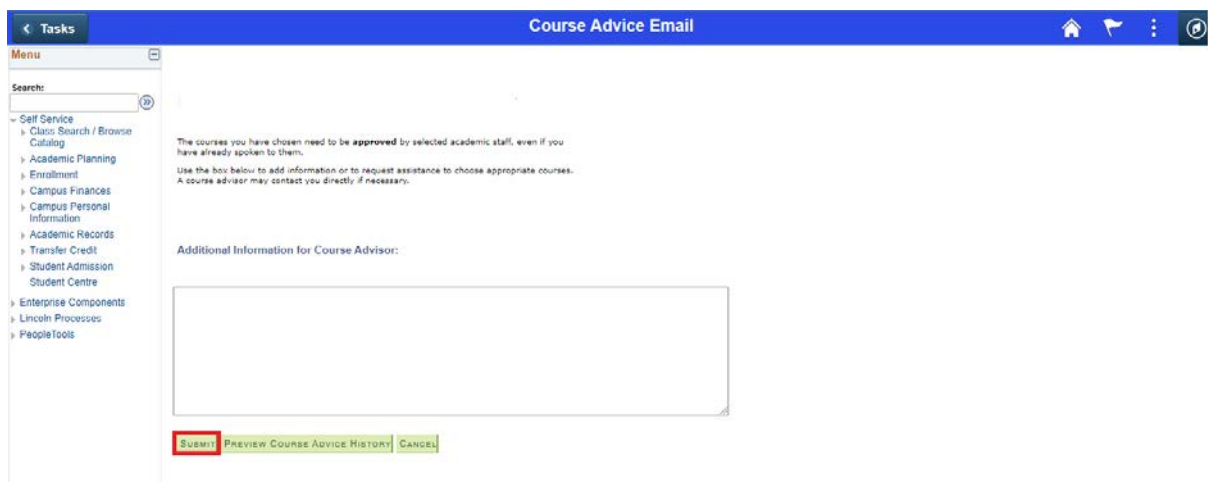 Tasks
Course Advice Email
Menu
Search:
Self Service
Class Search / Browse
Catalog
Academic Planning
Enrollment
Campus Finances
Campus Personal
Information
Academic Records
Transfer Credit
Student Admission
Student Centre
Enterprise Components
Lincoln Processes
PeopleTools
The courses you have chosen need to be approved by selected academic staff, even if you
have already spoken to them.
Use the box below to add information or to request assistance to choose appropriate courses.
A course advisor may contact you directly if necessary.
Additional Information for Course Advisor:
SUBMIT PREVIEW COURSE ADVICE HISTORY CANCEL